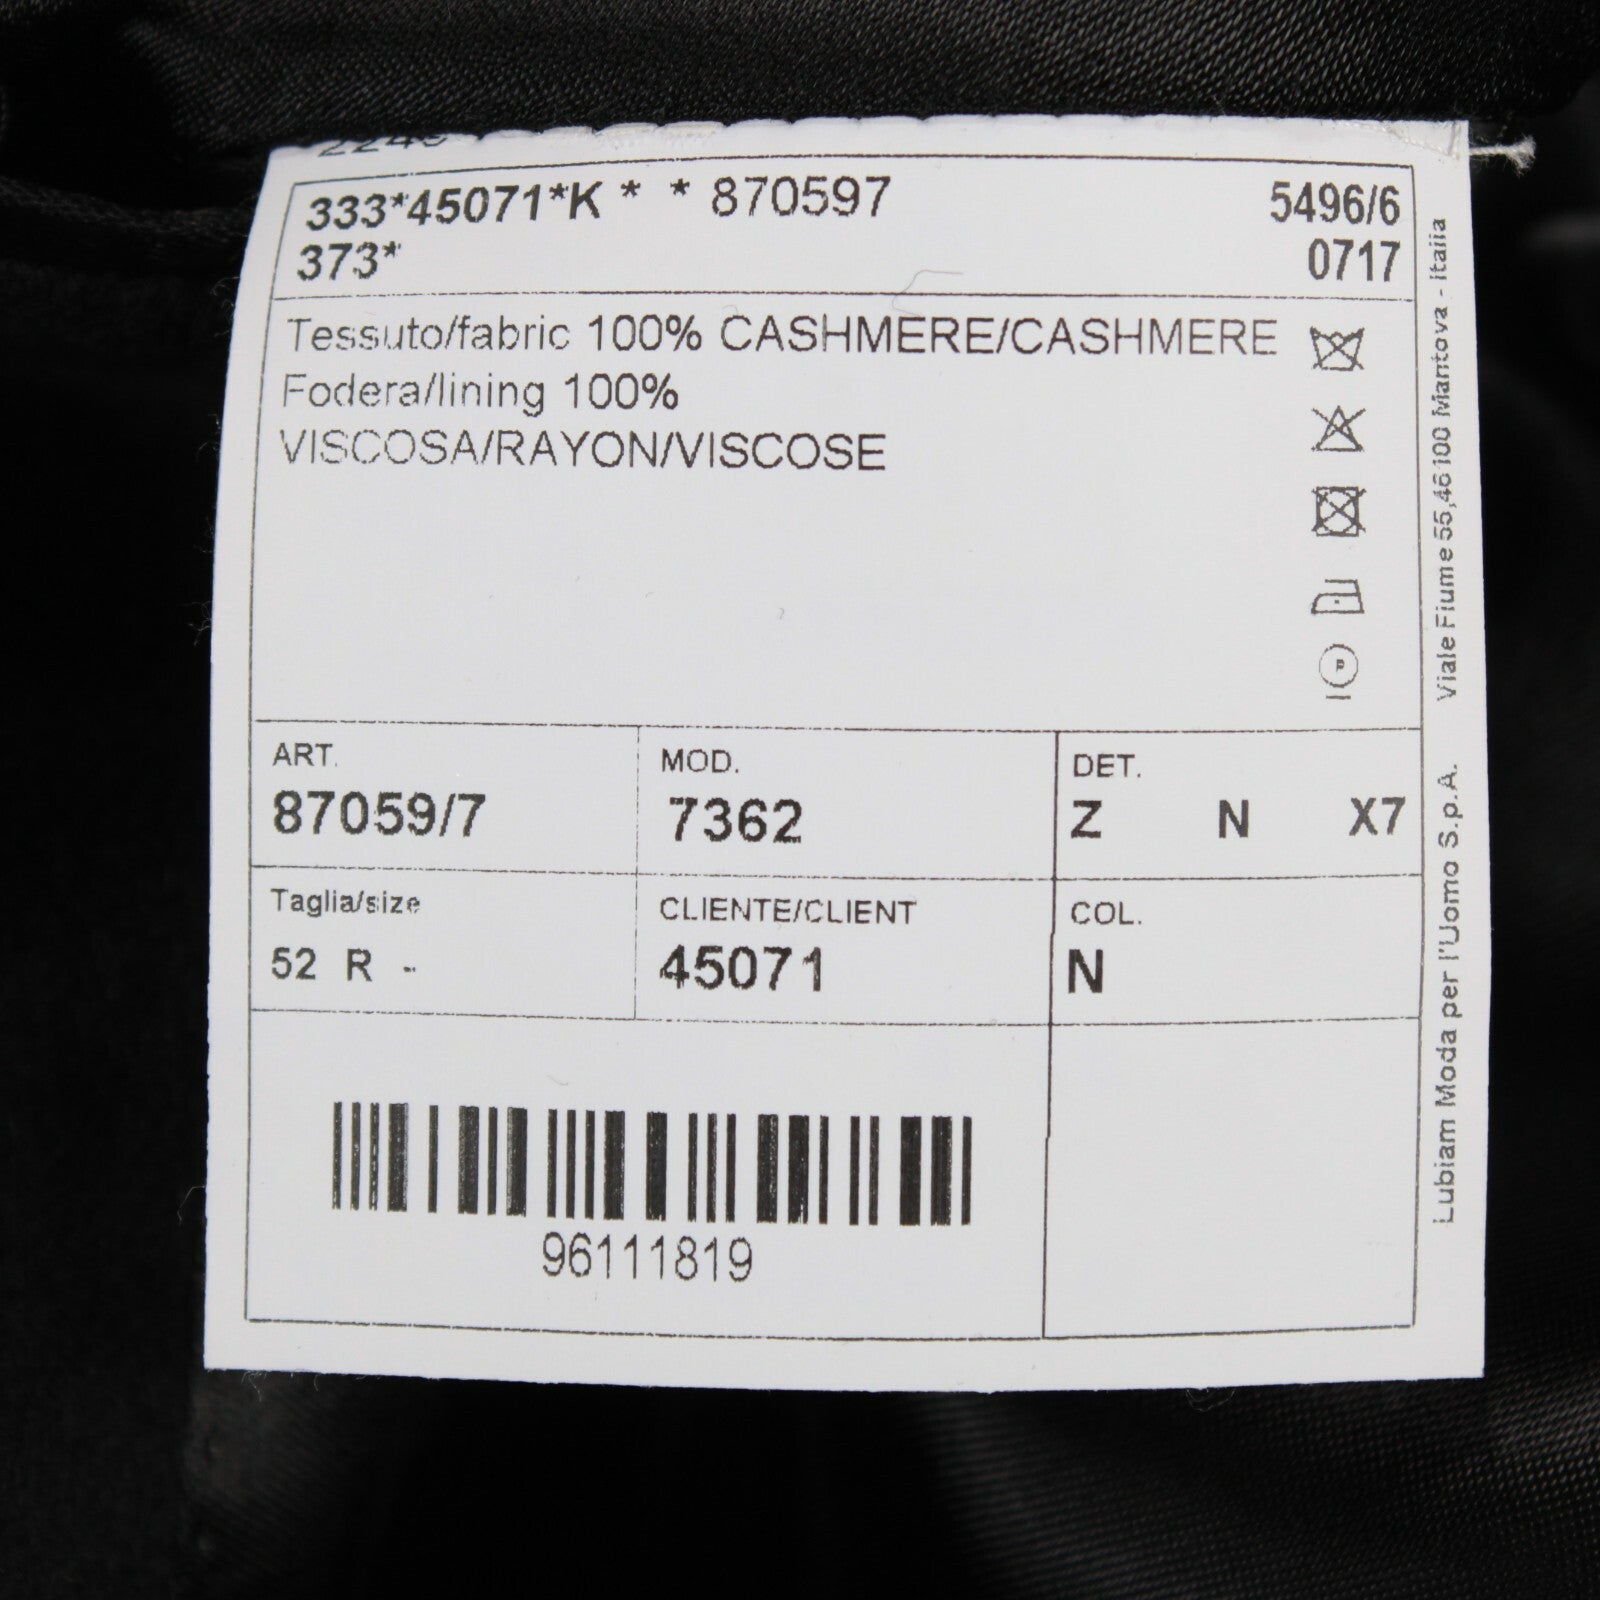 333*45071*K * * 870597 5496/6
373* 0717
Tessuto/fabric 100% CASHMERE/CASHMERE
Fodera/lining 100%
VISCOSA/RAYON/VISCOSE
P
ART. MOD. DET.
87059/7 7362 Z N X7
Taglia/size CLIENTE/CLIENT COL.
52 R - 45071 N
96111819
Lubiam Moda per l'Uomo S.p.A. Viale Fiume 55,46100 Mantova - italia